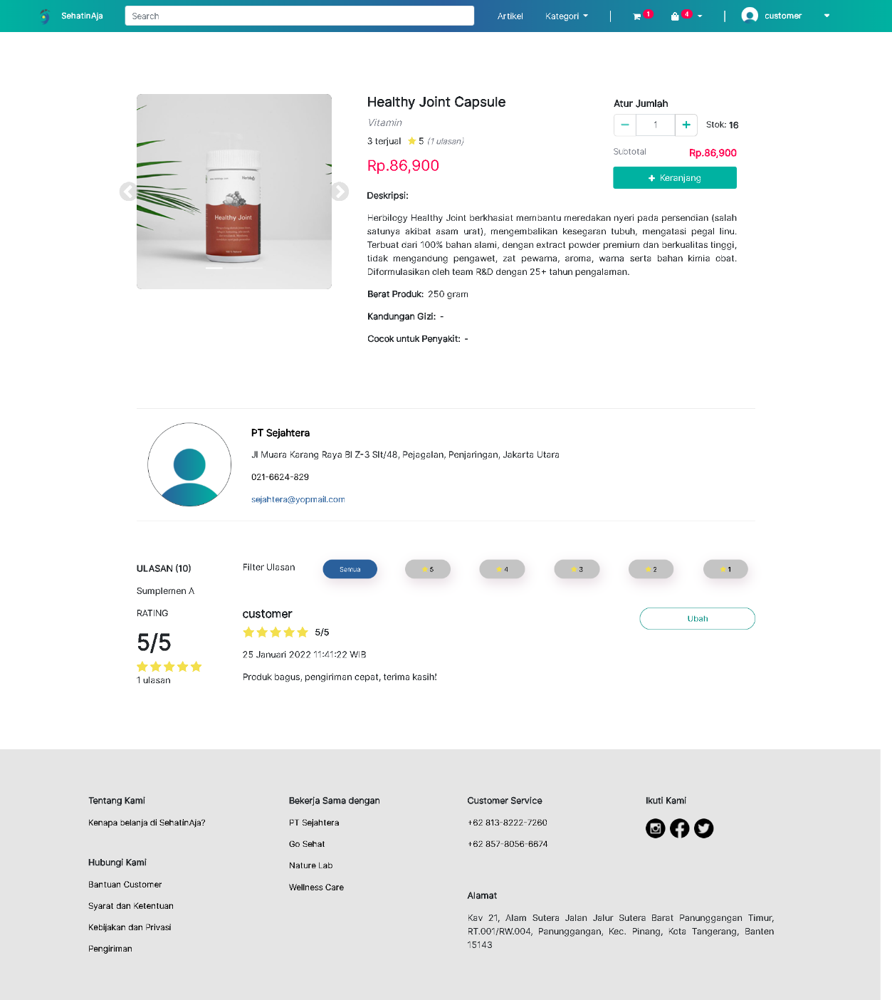 SehatinAja
Search
Artikel
Kategori
1
4
customer
Herbilogy
Healthy Joint
Healthy Joint Capsule
Vitamin
3 terjual 5 (1 ulasan)
Rp.86,900
Atur Jumlah
1
Stok: 16
Subtotal Rp.86,900
+ Keranjang
Deskripsi:
Herbilogy Healthy Joint berkhasiat membantu meredakan nyeri pada persendian (salah
satunya akibat asam urat), mengembalikan kesegaran tubuh, mengatasi pegal linu.
Terbuat dari 100% bahan alami, dengan extract powder premium dan berkualitas tinggi,
tidak mengandung pengawet, zat pewarna, aroma, warna serta bahan kimia obat.
Diformulasikan oleh team R&D dengan 25+ tahun pengalaman.
Berat Produk: 250 gram
Kandungan Gizi: -
Cocok untuk Penyakit: -
PT Sejahtera
Jl Muara Karang Raya Bl Z-3 Slt/48, Pejagalan, Penjaringan, Jakarta Utara
021-6624-829
sejahtera@yopmail.com
ULASAN (10)
Sumplemen A
RATING
5/5
1 ulasan
Filter Ulasan
Semua
5
4
3
2
1
customer
5/5
25 Januari 2022 11:41:22 WIB
Produk bagus, pengiriman cepat, terima kasih!
Ubah
Tentang Kami
Kenapa belanja di SehatinAja?
Hubungi Kami
Bantuan Customer
Syarat dan Ketentuan
Kebijakan dan Privasi
Pengiriman
Bekerja Sama dengan
PT Sejahtera
Go Sehat
Nature Lab
Wellness Care
Customer Service
+62 813-8222-7260
+62 857-8056-6674
Ikuti Kami
Alamat
Kav 21, Alam Sutera Jalan Jalur Sutera Barat Panunggangan Timur,
RT.001/RW.004, Panunggangan, Kec. Pinang, Kota Tangerang, Banten
15143